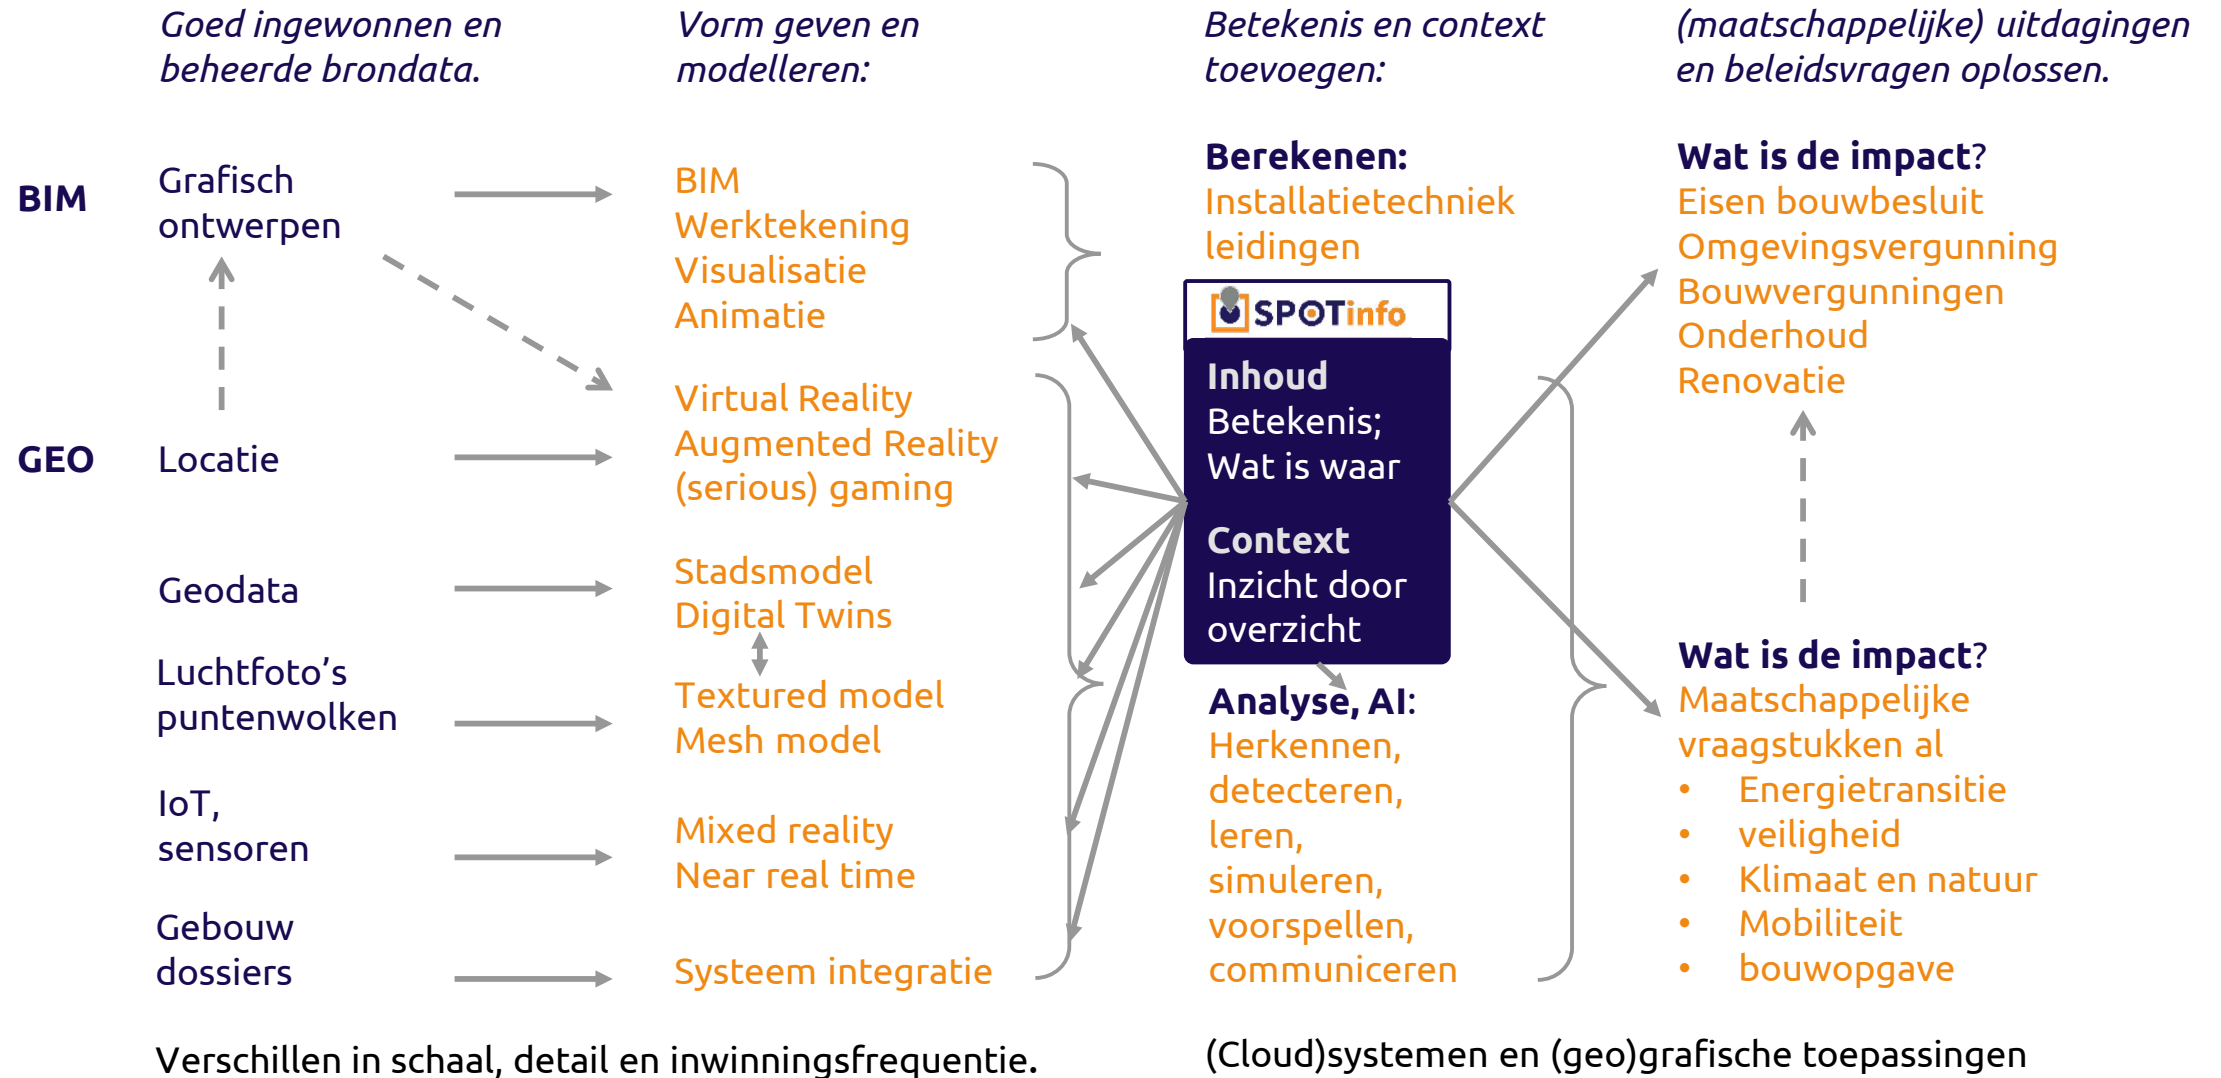 Goed ingewonnen en
beheerde brondata.
Vorm geven en
modelleren:
Betekenis en context
toevoegen:
(maatschappelijke) uitdagingen
en beleidsvragen oplossen.
BIM
Grafisch
ontwerpen
BIM
Werktekening
Visualisatie
Animatie
Berekenen:
Installatietechniek
leidingen
Wat is de impact?
Eisen bouwbesluit
Omgevingsvergunning
Bouwvergunningen
Onderhoud
Renovatie
SPOTinfo
Inhoud
Betekenis;
Wat is waar
Context
Inzicht door
overzicht
GEO
Locatie
Virtual Reality
Augmented Reality
(serious) gaming
Geodata
Stadsmodel
Digital Twins
Luchtfoto’s
puntenwolken
Textured model
Mesh model
IoT,
sensoren
Mixed reality
Near real time
Gebouw
dossiers
Systeem integratie
Analyse, AI:
Herkennen,
detecteren,
leren,
simuleren,
voorspellen,
communiceren
Wat is de impact?
Maatschappelijke
vraagstukken al
• Energietransitie
• veiligheid
• Klimaat en natuur
• Mobiliteit
• bouwopgave
Verschillen in schaal, detail en inwinningsfrequentie.
(Cloud)systemen en (geo)grafische toepassingen